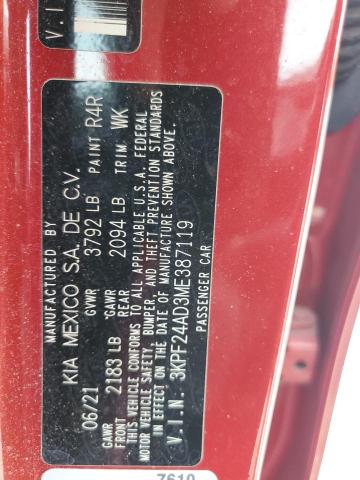 V.I.N
MANUFACTURED BY
KIA MEXICO S.A. DE C.V.
06/21 GVWR 3792 LB PAINT R4R
GAWR FRONT 2183 LB GAWR REAR 2094 LB TRIM WK
THIS VEHICLE CONFORMS TO ALL APPLICABLE U.S.A. FEDERAL
MOTOR VEHICLE SAFETY, BUMPER, AND THEFT PREVENTION STANDARDS
IN EFFECT ON THE DATE OF MANUFACTURE SHOWN ABOVE.
V.I.N. 3KPF24AD3ME387119
PASSENGER CAR